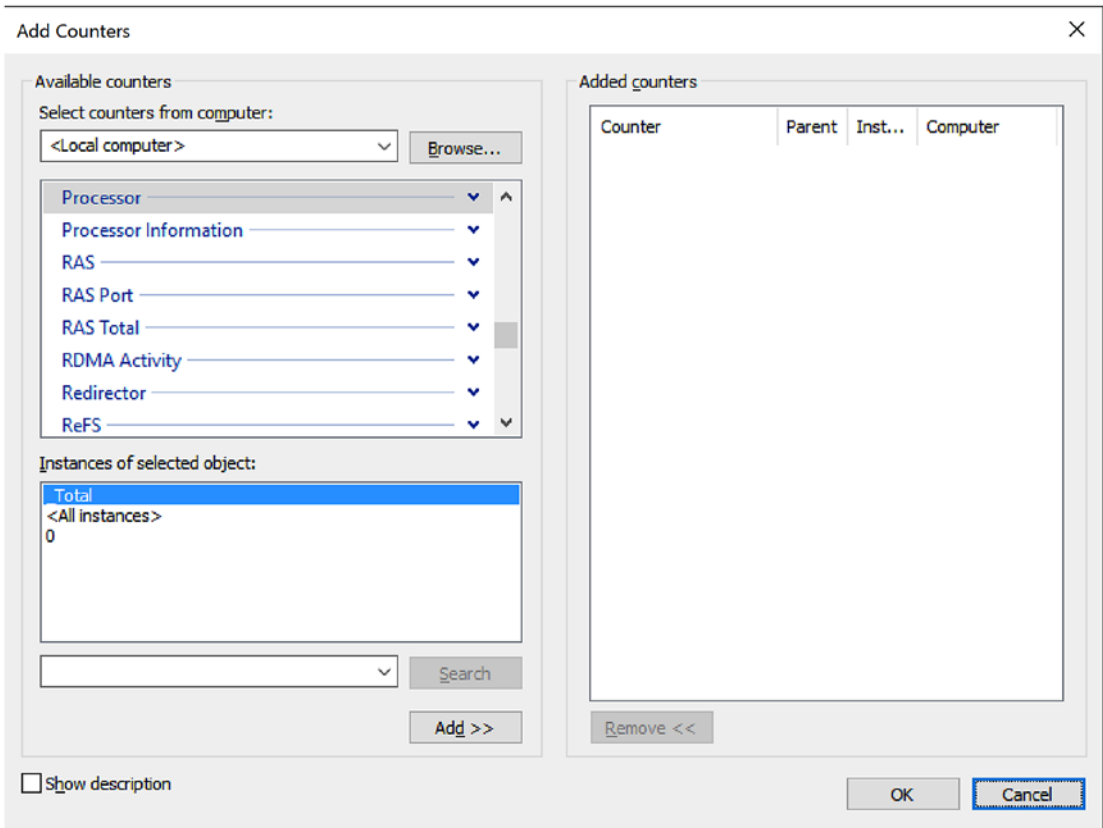 Add Counters
Available counters
Select counters from computer:
<Local computer>
Browse...
Processor
Processor Information
RAS
RAS Port
RAS Total
RDMA Activity
Redirector
ReFS
Instances of selected object:
_Total
<All instances>
0
Search
Add >>
Show description
Added counters
Counter Parent Inst... Computer
Remove <<
OK Cancel